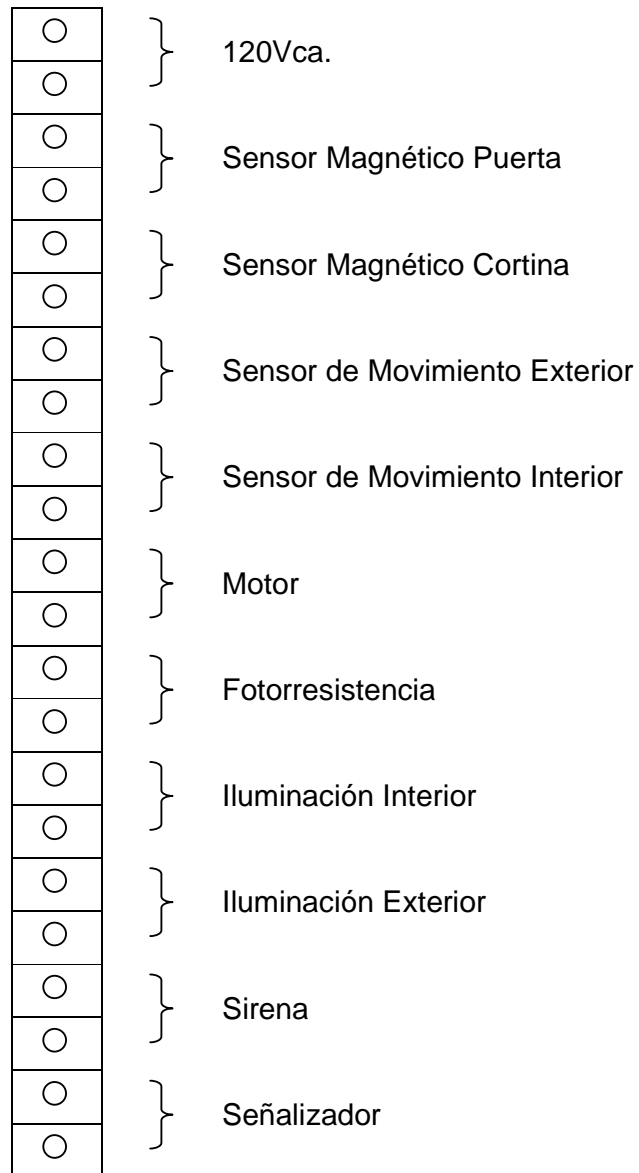 120Vca.
Sensor Magnético Puerta
Sensor Magnético Cortina
Sensor de Movimiento Exterior
Sensor de Movimiento Interior
Motor
Fotorresistencia
Iluminación Interior
Iluminación Exterior
Sirena
Señalizador